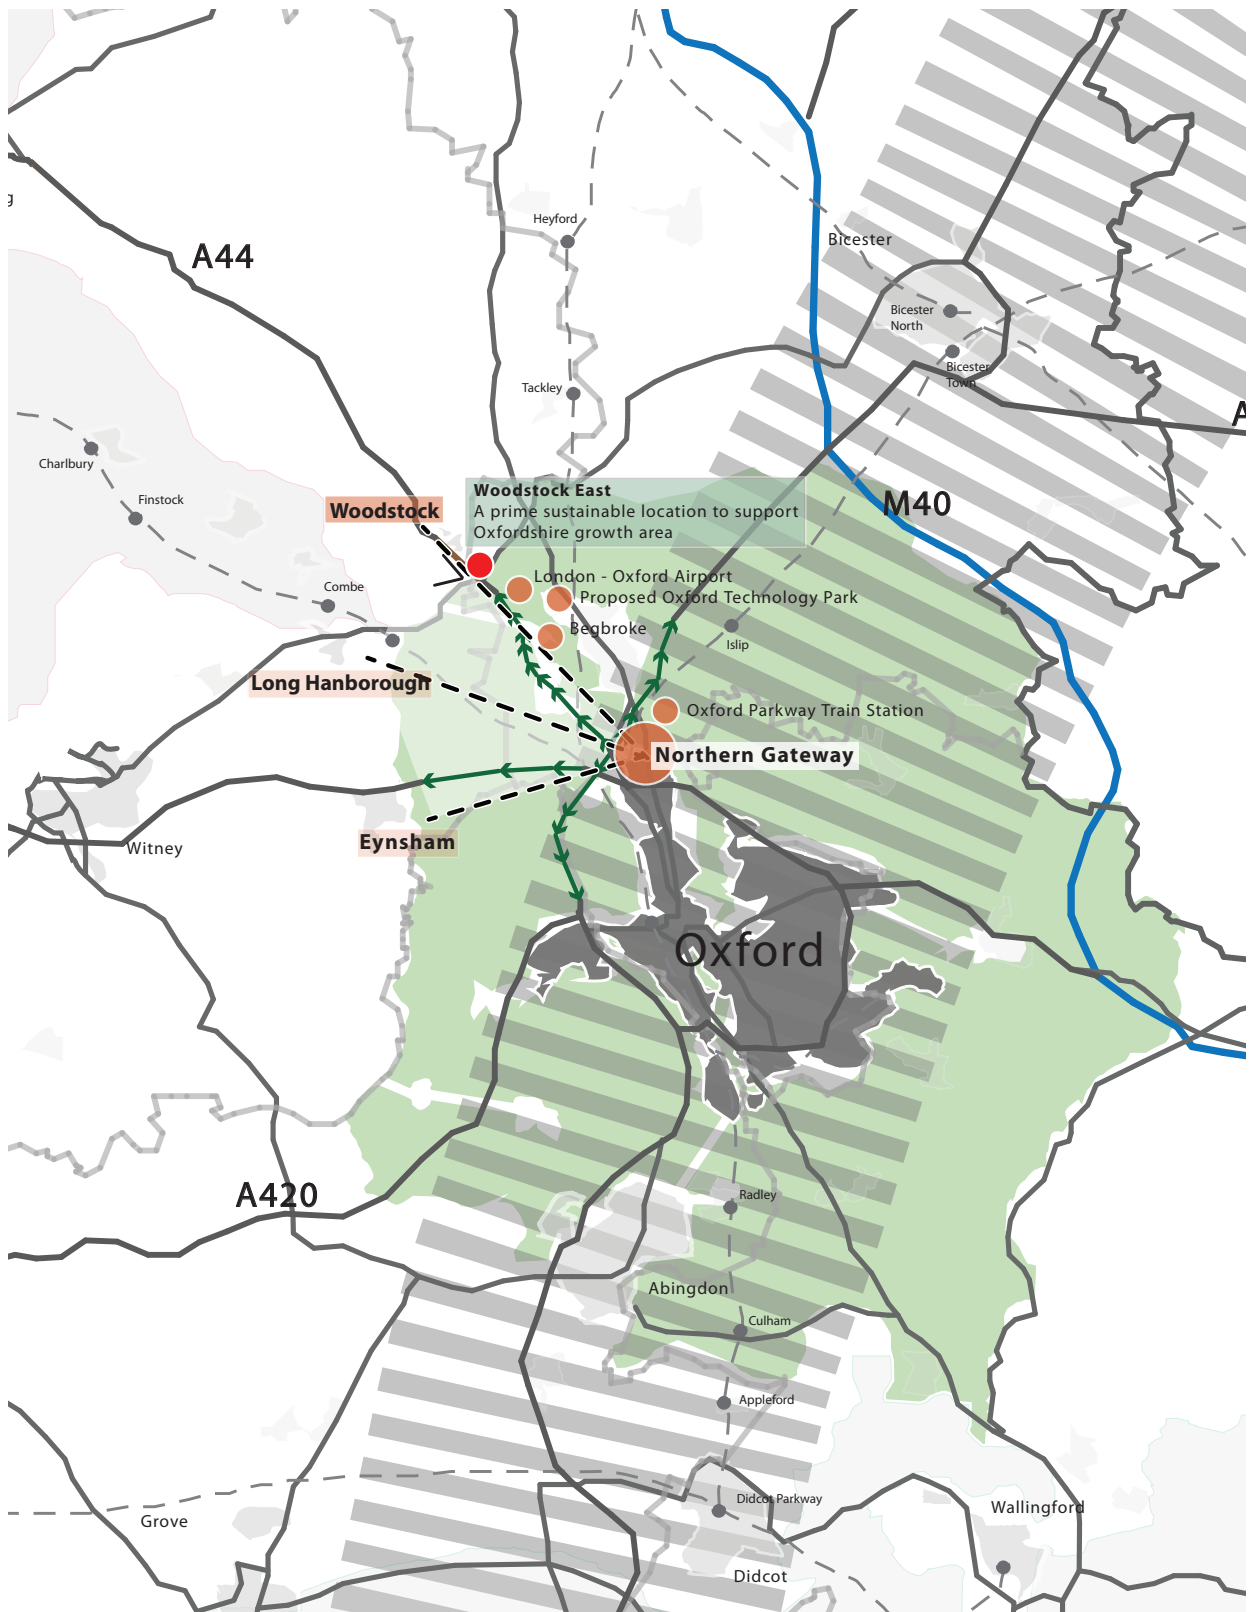 Heyford
Bicester
A44
Bicester
North
Bicester
Town
Tackley
A
Charlbury
Finstock
Woodstock
Woodstock East
A prime sustainable location to support
Oxfordshire growth area
M40
London - Oxford Airport
Combe
Proposed Oxford Technology Park
Begbroke
Islip
Long Hanborough
Oxford Parkway Train Station
Northern Gateway
Eynsham
Witney
Oxford
A420
Radley
Abingdon
Culham
Appleford
Didcot Parkway
Wallingford
Grove
Didcot